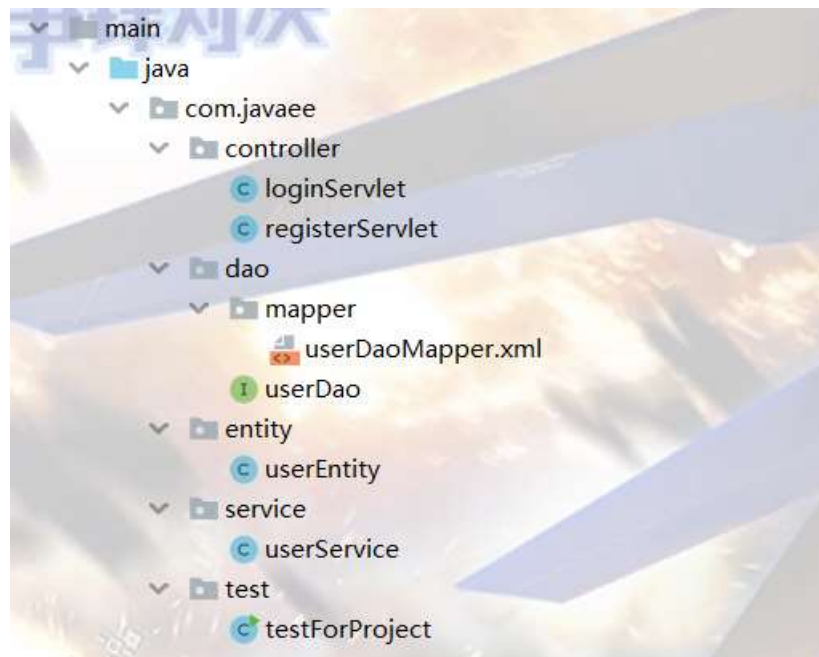 main
java
com.javaee
controller
loginServlet
registerServlet
dao
mapper
userDaoMapper.xml
userDao
entity
userEntity
service
userService
test
testForProject